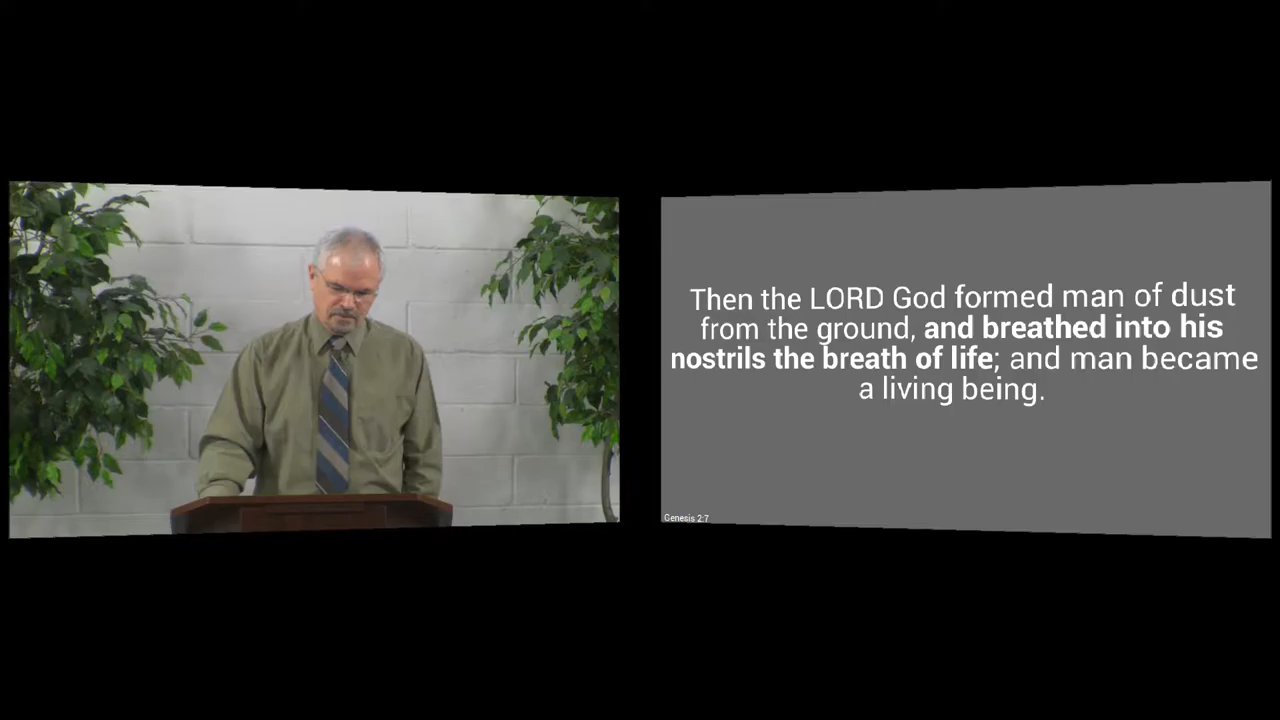 Then the LORD God formed man of dust
from the ground, and breathed into his
nostrils the breath of life; and man became
a living being.
Genesis 2:7